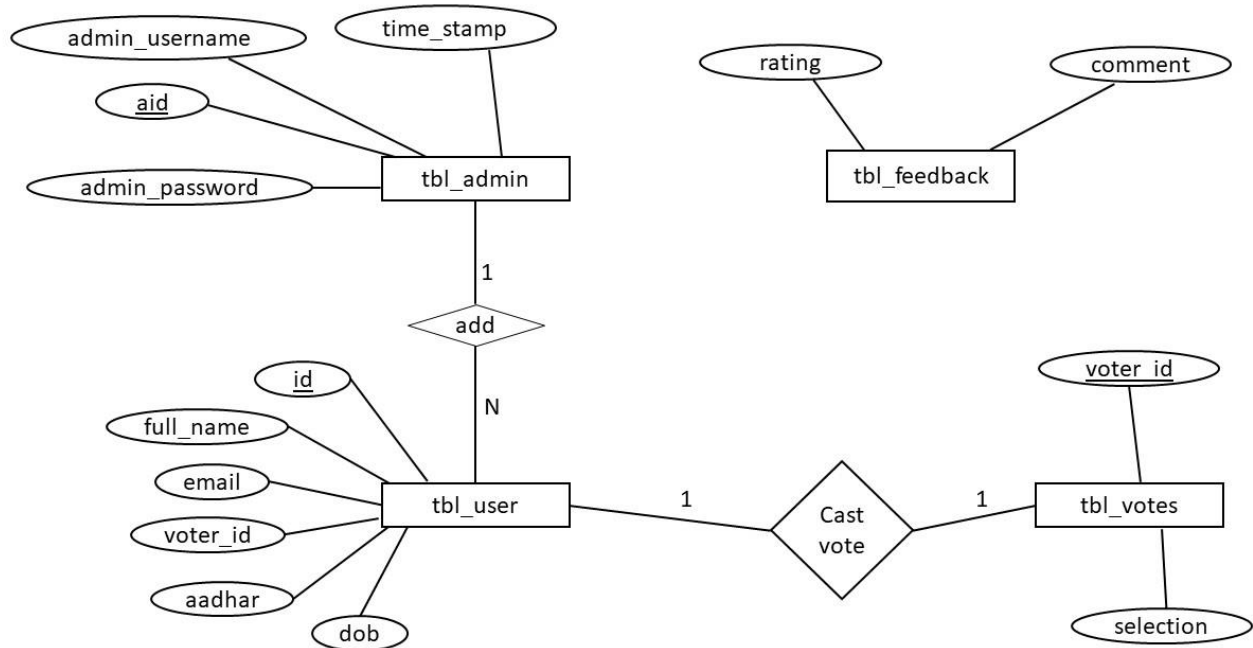 admin_username
time_stamp
rating
comment
aid
tbl_admin
tbl_feedback
admin_password
1
add
id
voter_id
N
full_name
email
tbl_user
1
Cast
vote
1
tbl_votes
voter_id
aadhar
dob
selection